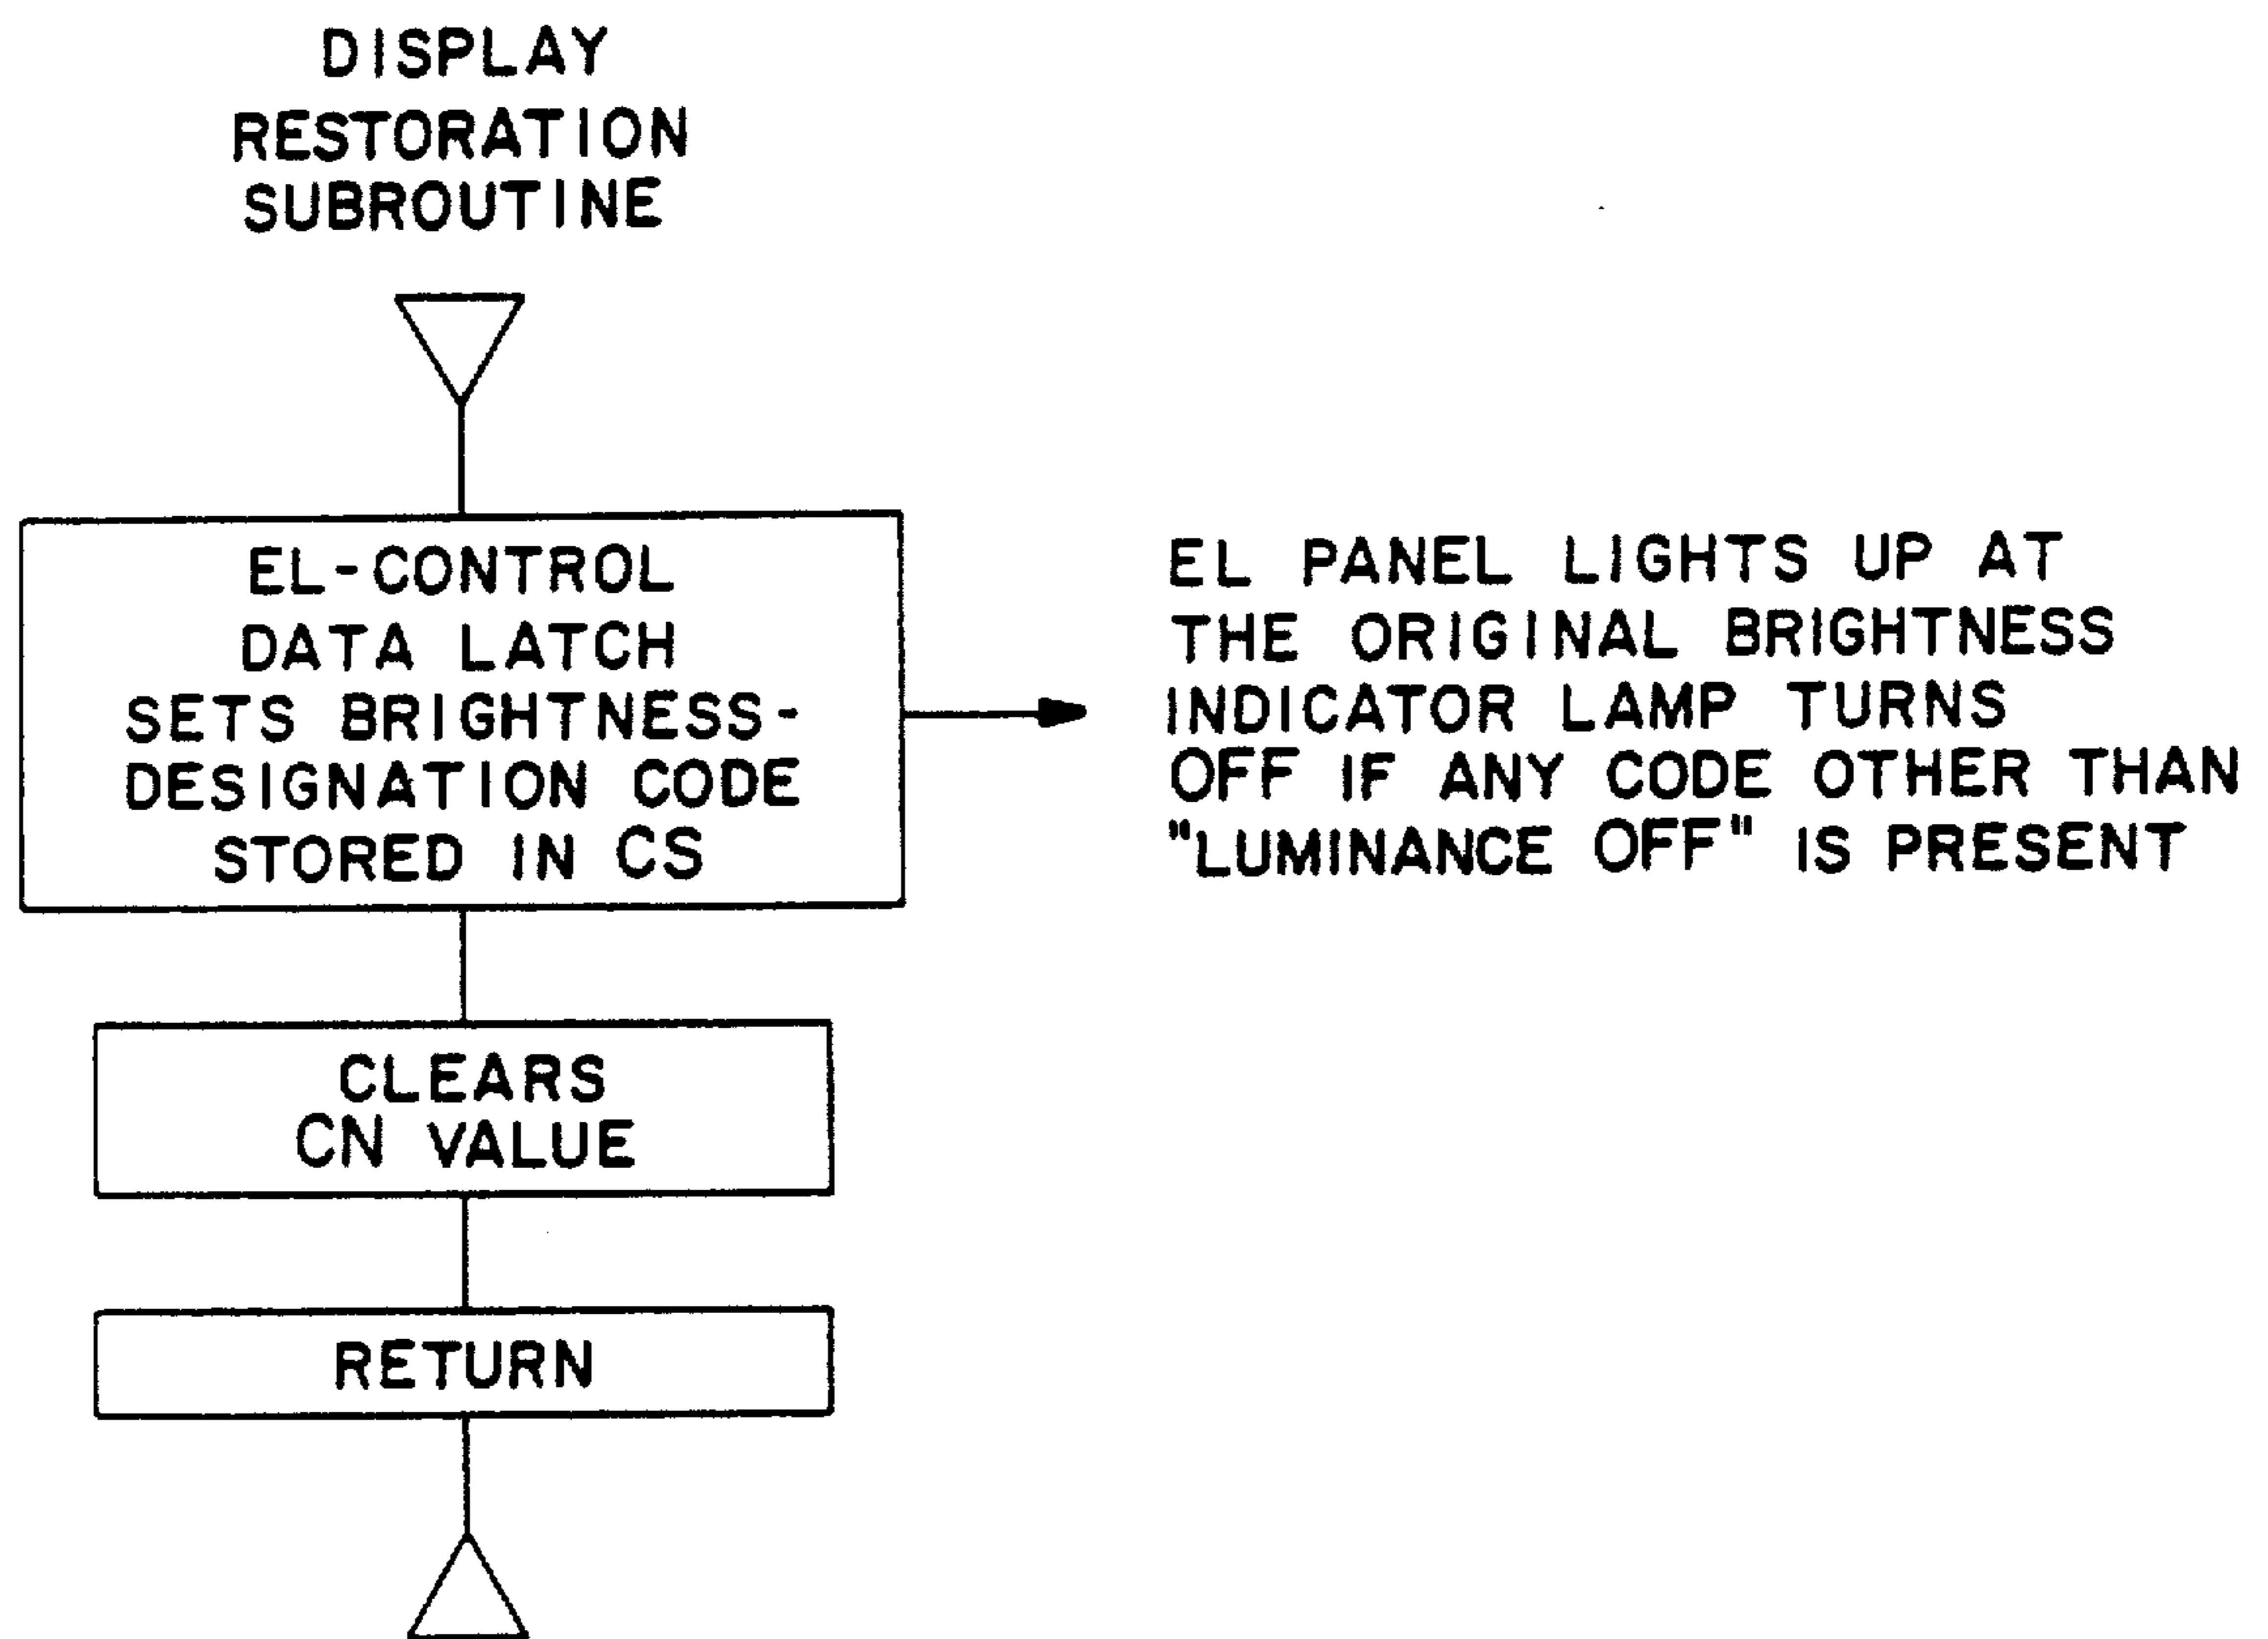 DISPLAY
RESTORATION
SUBROUTINE
EL-CONTROL
DATA LATCH
SETS BRIGHTNESS-
DESIGNATION CODE
STORED IN CS
EL PANEL LIGHTS UP AT
THE ORIGINAL BRIGHTNESS
INDICATOR LAMP TURNS
OFF IF ANY CODE OTHER THAN
"LUMINANCE OFF" IS PRESENT
CLEARS
CN VALUE
RETURN